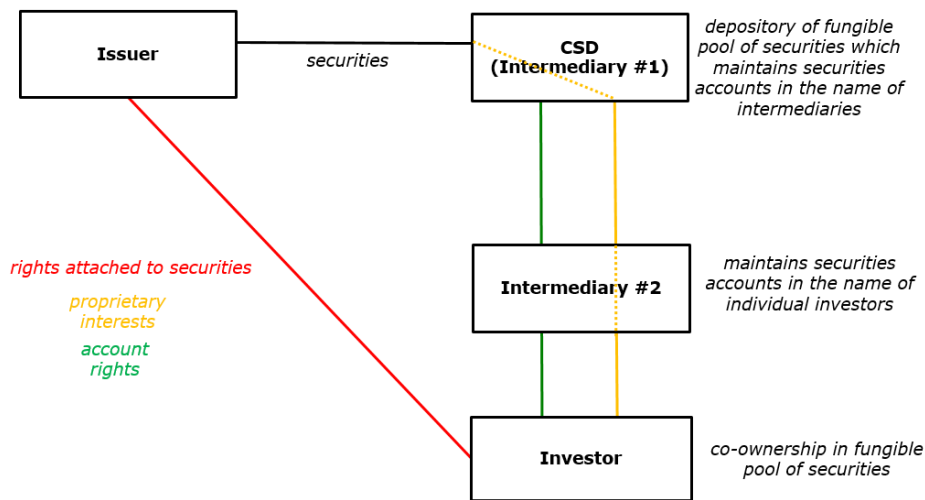 Issuer
securities
CSD
(Intermediary #1)
depository of fungible
pool of securities which
maintains securities
accounts in the name of
intermediaries
rights attached to securities
proprietary
interests
account
rights
Intermediary #2
maintains securities
accounts in the name of
individual investors
Investor
co-ownership in fungible
pool of securities